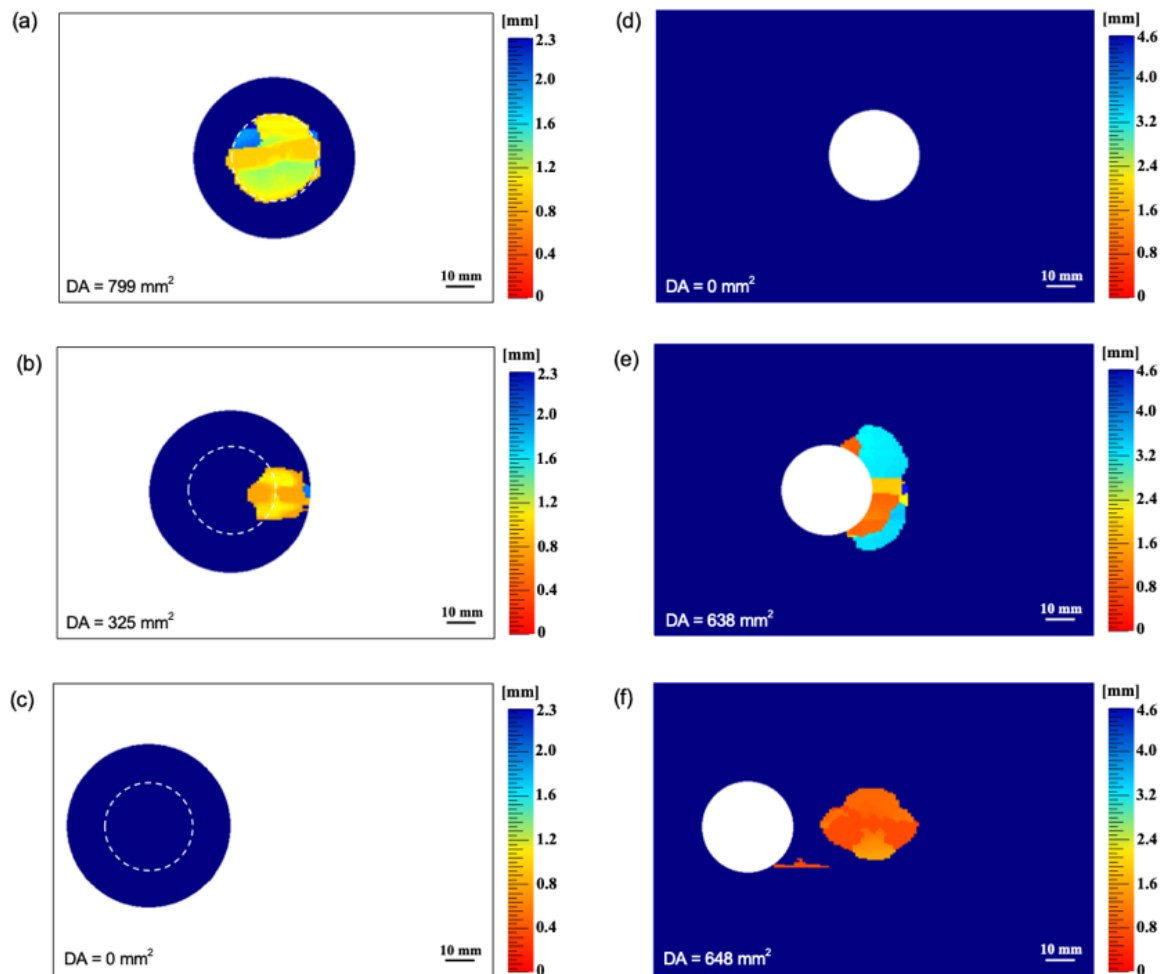 (a)
[mm]
2.3
2.0
1.6
1.2
0.8
0.4
0
DA = 799 mm²
10 mm
(d)
[mm]
4.6
4.0
3.2
2.4
1.6
0.8
0
DA = 0 mm²
10 mm
(b)
[mm]
2.3
2.0
1.6
1.2
0.8
0.4
0
DA = 325 mm²
10 mm
(e)
[mm]
4.6
4.0
3.2
2.4
1.6
0.8
0
DA = 638 mm²
10 mm
(c)
[mm]
2.3
2.0
1.6
1.2
0.8
0.4
0
DA = 0 mm²
10 mm
(f)
[mm]
4.6
4.0
3.2
2.4
1.6
0.8
0
DA = 648 mm²
10 mm